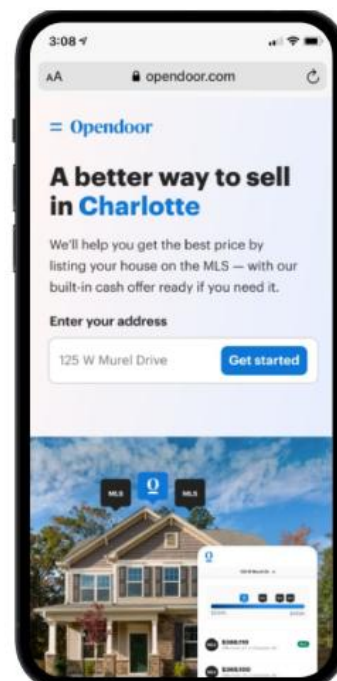 3:08
AA
opendoor.com
Opendoor
A better way to sell
in Charlotte
We'll help you get the best price by
listing your house on the MLS — with our
built-in cash offer ready if you need it.
Enter your address
125 W Murel Drive
Get started
MLS
MLS